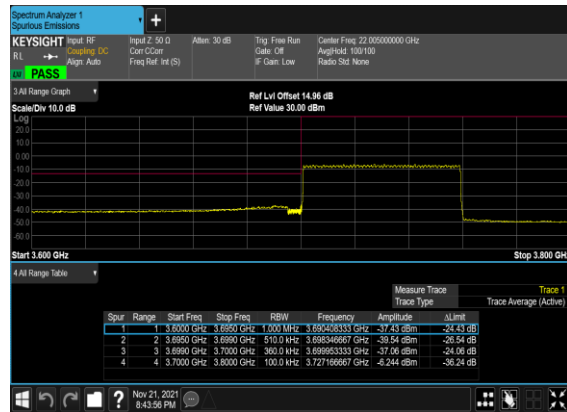 Spectrum Analyzer 1
Spurious Emissions
KEYSIGHT Input: RF Input Z: 50 Ω Atten: 30 dB Trig: Free Run Center Freq: 22.005000000 GHz
RL Coupling: DC Corr CCorr Gate: Off Avg|Hold: 100/100
Align: Auto Freq Ref: Int (S) IF Gain: Low Radio Std: None
PASS
3 All Range Graph
Ref Lvl Offset 14.96 dB
Scale/Div 10.0 dB Ref Value 30.00 dBm
Log
20.0
10.0
0.00
-10.0
-20.0
-30.0
-40.0
-50.0
-60.0
Start 3.600 GHz Stop 3.800 GH
4 All Range Table
Measure Trace Trace 1
Trace Type Trace Average (Active)
Spur Range Start Freq Stop Freq RBW Frequency Amplitude ΔLimit
1 1 3.6000 GHz 3.6950 GHz 1.000 MHz 3.690408333 GHz -37.43 dBm -24.43 dB
2 2 3.6950 GHz 3.6990 GHz 510.0 kHz 3.698346667 GHz -39.54 dBm -26.54 dB
3 3 3.6990 GHz 3.7000 GHz 360.0 kHz 3.699953333 GHz -37.06 dBm -24.06 dB
4 4 3.7000 GHz 3.8000 GHz 100.0 kHz 3.727166667 GHz -6.244 dBm -36.24 dB
Nov 21, 2021
8:43:56 PM